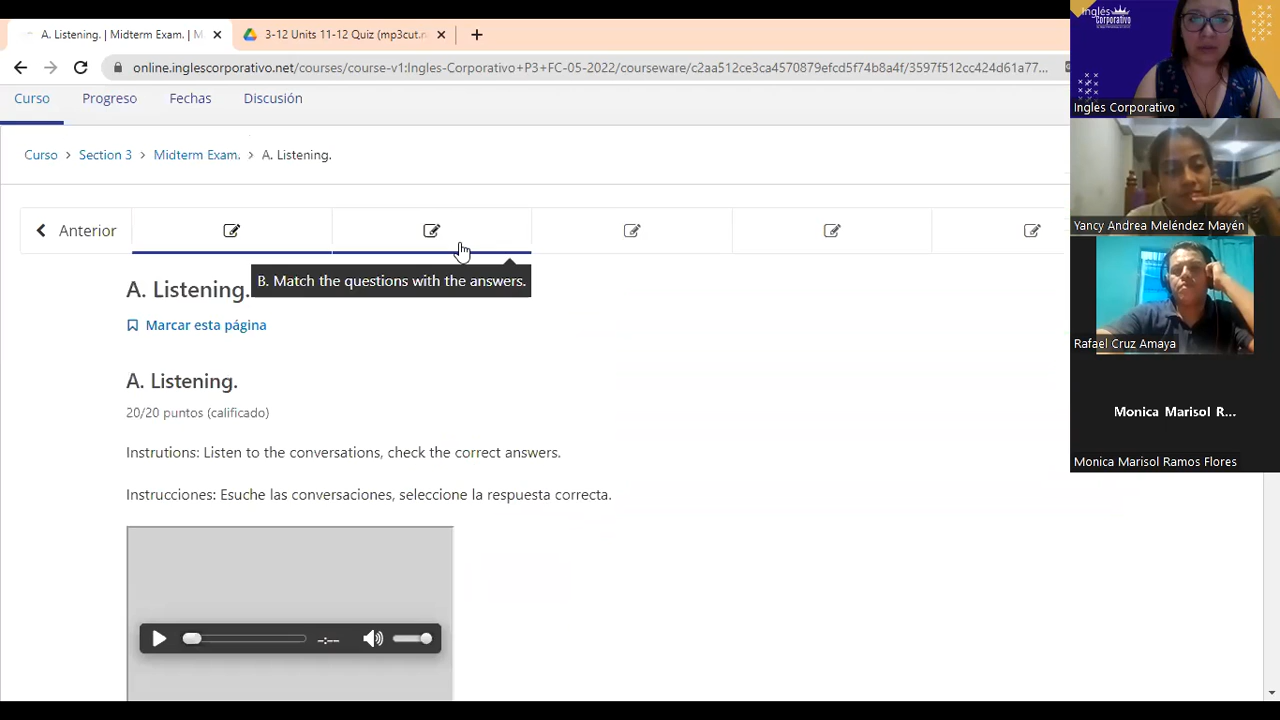 A. Listening. | Midterm Exam. | M
3-12 Units 11-12 Quiz (mp3cut.
online.inglescorporativo.net/courses/course-v1:Ingles-Corporativo+P3+FC-05-2022/courseware/c2aa512ce3ca4570879efcd5f74b8a4f/3597f512cc424d61a77...
Curso Progreso Fechas Discusión
Curso > Section 3 > Midterm Exam. > A. Listening.
Anterior
B. Match the questions with the answers.
A. Listening.
Marcar esta página
A. Listening.
20/20 puntos (calificado)
Instrutions: Listen to the conversations, check the correct answers.
Instrucciones: Esuche las conversaciones, seleccione la respuesta correcta.
-:--
Inglés
Corporativo
Ingles Corporativo
Yancy Andrea Meléndez Mayén
Rafael Cruz Amaya
Monica Marisol R...
Monica Marisol Ramos Flores